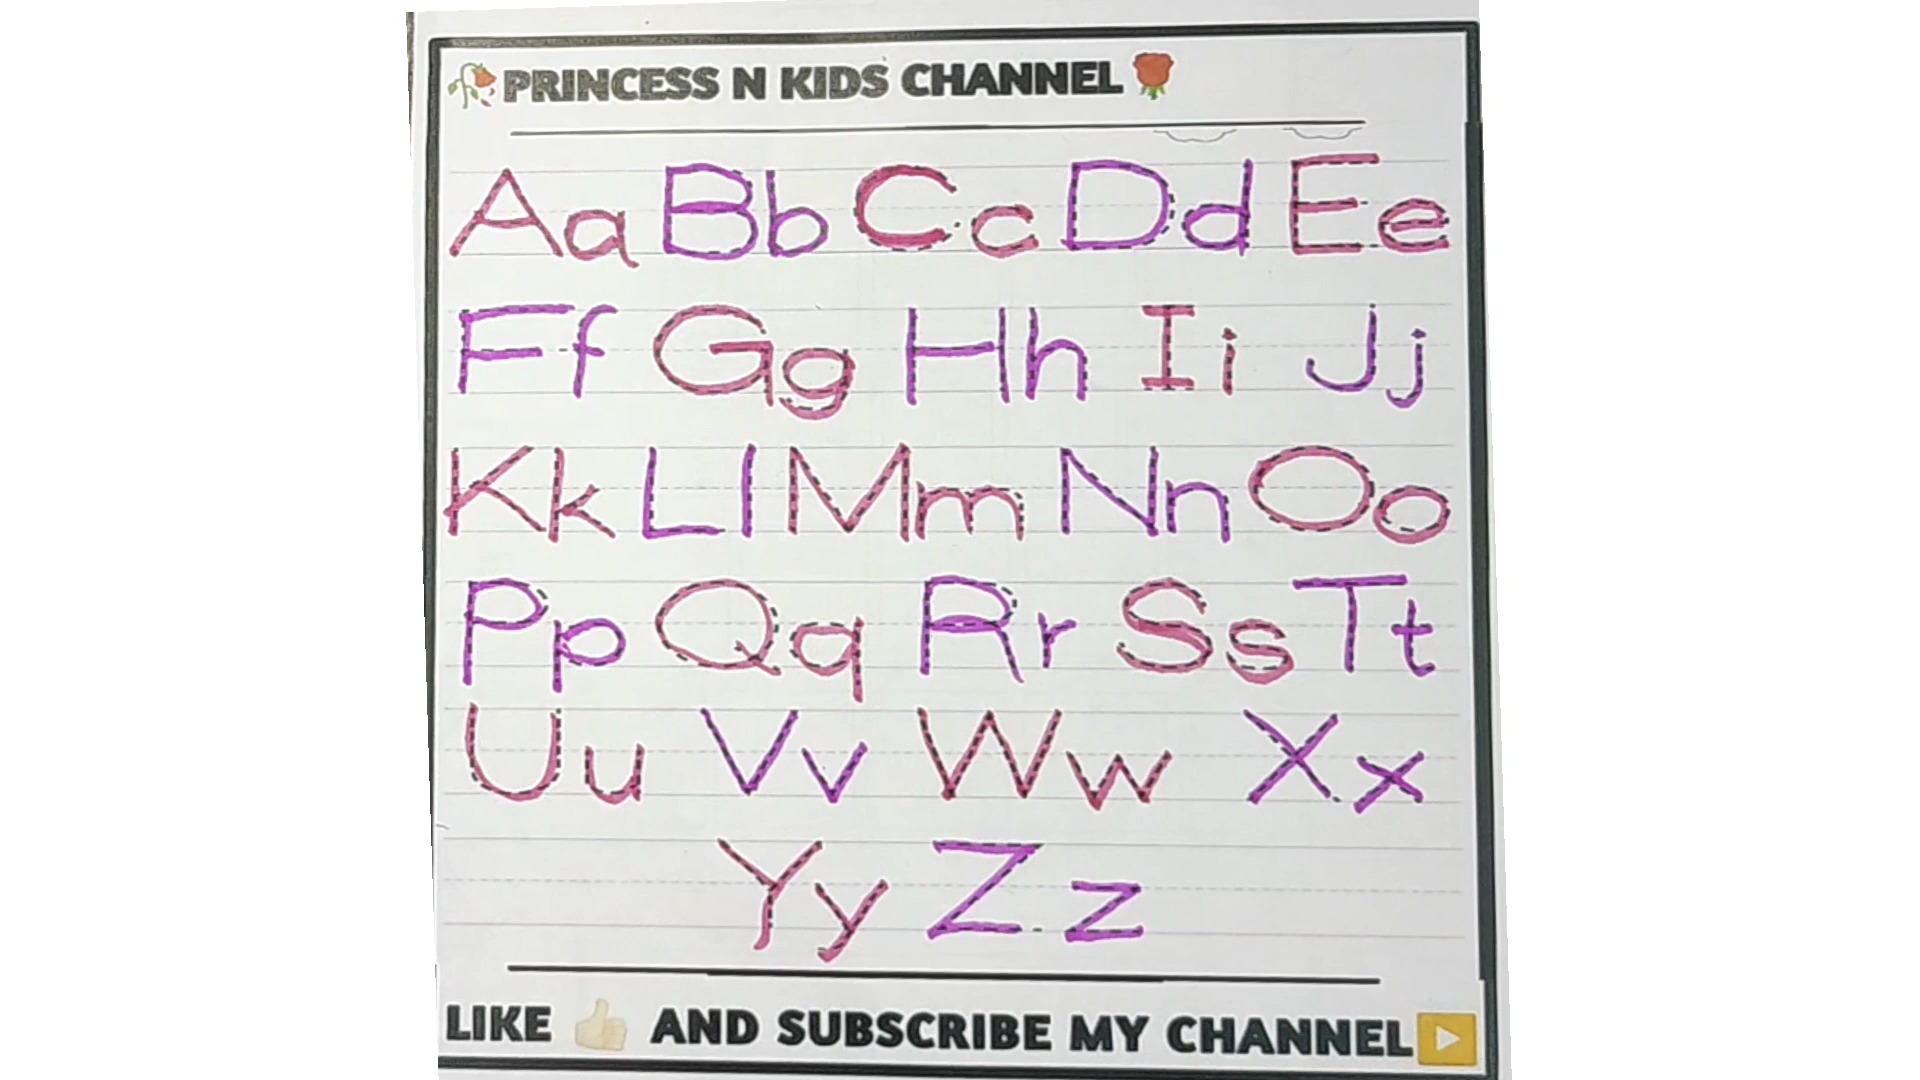 PRINCESS N KIDS CHANNEL
Aa Bb Cc Dd Ee
Ff Gg Hh Ii Jj
Kk Ll Mm Nn Oo
Pp Qq Rr Ss Tt
Uu Vv Ww Xx
Yy Zz
LIKE AND SUBSCRIBE MY CHANNEL